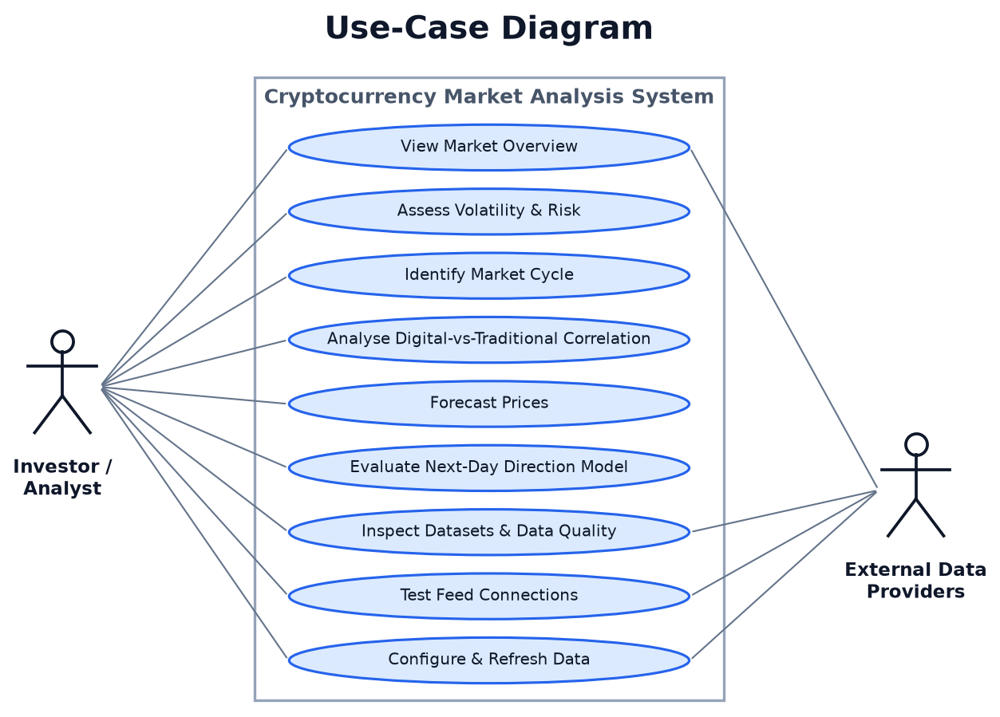 Use-Case Diagram
Cryptocurrency Market Analysis System
View Market Overview
Assess Volatility & Risk
Identify Market Cycle
Analyse Digital-vs-Traditional Correlation
Forecast Prices
Evaluate Next-Day Direction Model
Inspect Datasets & Data Quality
Test Feed Connections
Configure & Refresh Data
Investor /
Analyst
External Data
Providers